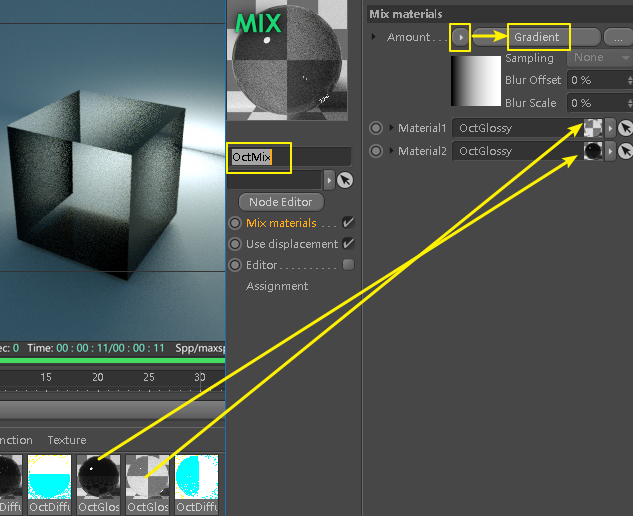 MIX
Mix materials
Amount . . .
Gradient
...
Sampling
None
Blur Offset
0 %
Blur Scale
0 %
Material1
OctGlossy
Material2
OctGlossy
OctMix
Node Editor
Mix materials . . .
Use displacement
Editor . . . . . . . . . .
Assignment
ec: 0 Time: 00 : 00 : 11/00 : 00 : 11 Spp/maxsp
15 20 25 30
nction Texture
OctDiffu OctGlos OctGlos OctDiffu